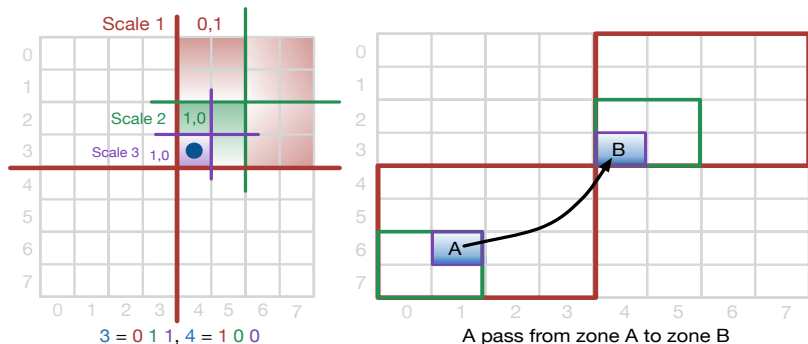 Scale 1 0,1
0
1
Scale 2 1,0
2
Scale 3 1,0
3
4
5
6
7
0 1 2 3 4 5 6 7
3 = 0 1 1, 4 = 1 0 0
0
1
2
3
B
4
5
6
A
7
0 1 2 3 4 5 6 7
A pass from zone A to zone B